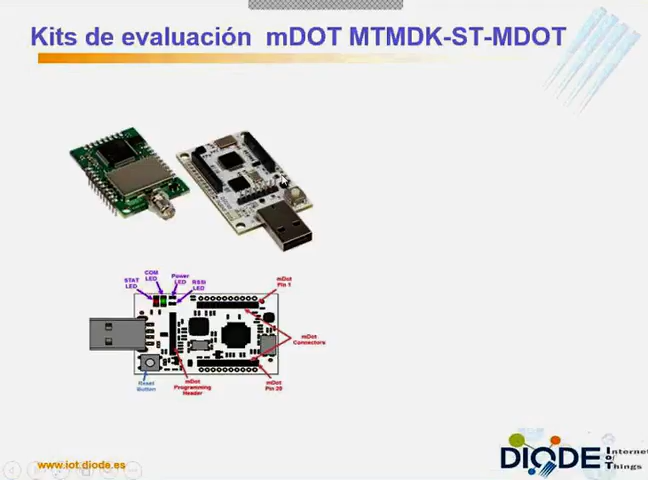 Kits de evaluación mDOT MTMDK-ST-MDOT
STAT
LED
COM
LED
Power
LED
RSSI
LED
mDot
Pin 1
mDot
Connectors
Reset
Button
mDot
Programming
Header
mDot
Pin 20
www.iot.diode.es
DIODE IoT
Internet
of
Things